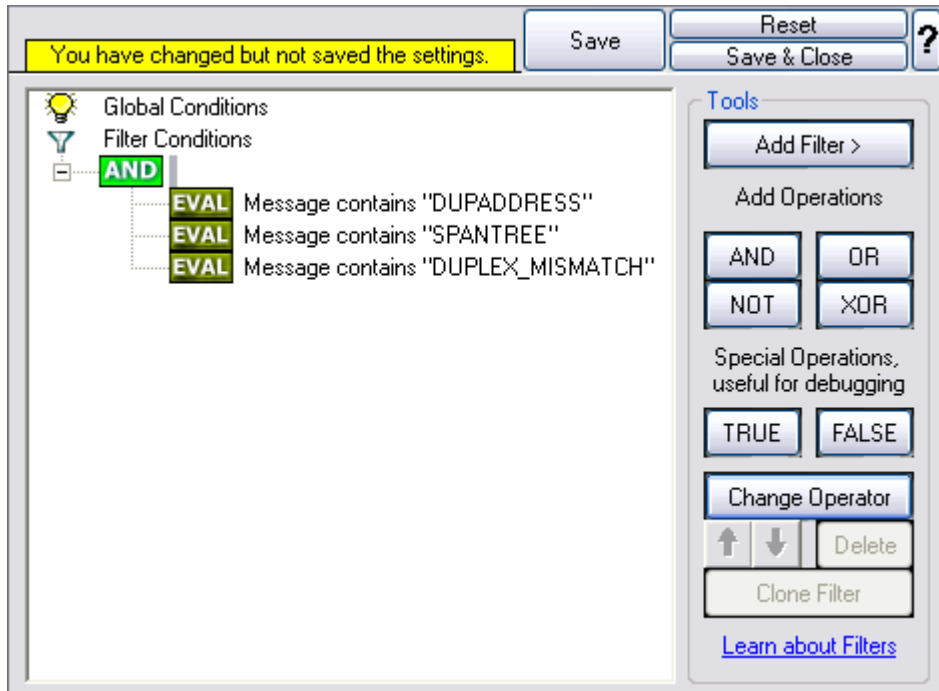 You have changed but not saved the settings.
Save
Reset
Save & Close
?
Global Conditions
Filter Conditions
AND
EVAL Message contains "DUPADDRESS"
EVAL Message contains "SPANTREE"
EVAL Message contains "DUPLEX_MISMATCH"
Tools
Add Filter >
Add Operations
AND OR
NOT XOR
Special Operations,
useful for debugging
TRUE FALSE
Change Operator
Delete
Clone Filter
Learn about Filters